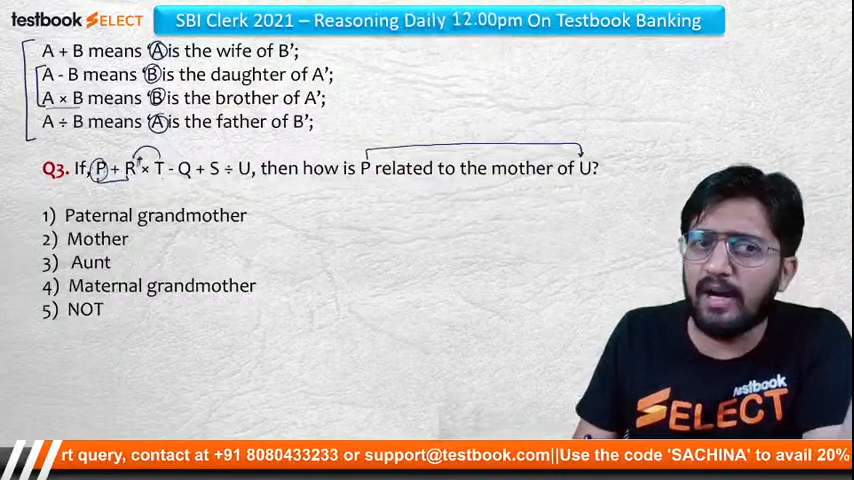 testbook SELECT
SBI Clerk 2021 – Reasoning Daily 12.00pm On Testbook Banking
A + B means ‘A is the wife of B’;
A - B means ‘B is the daughter of A’;
A × B means ‘B is the brother of A’;
A ÷ B means ‘A is the father of B’;
Q3. If, P + R × T - Q + S ÷ U, then how is P related to the mother of U?
1) Paternal grandmother
2) Mother
3) Aunt
4) Maternal grandmother
5) NOT
testbook
SELECT
rt query, contact at +91 8080433233 or support@testbook.com||Use the code 'SACHINA' to avail 20%